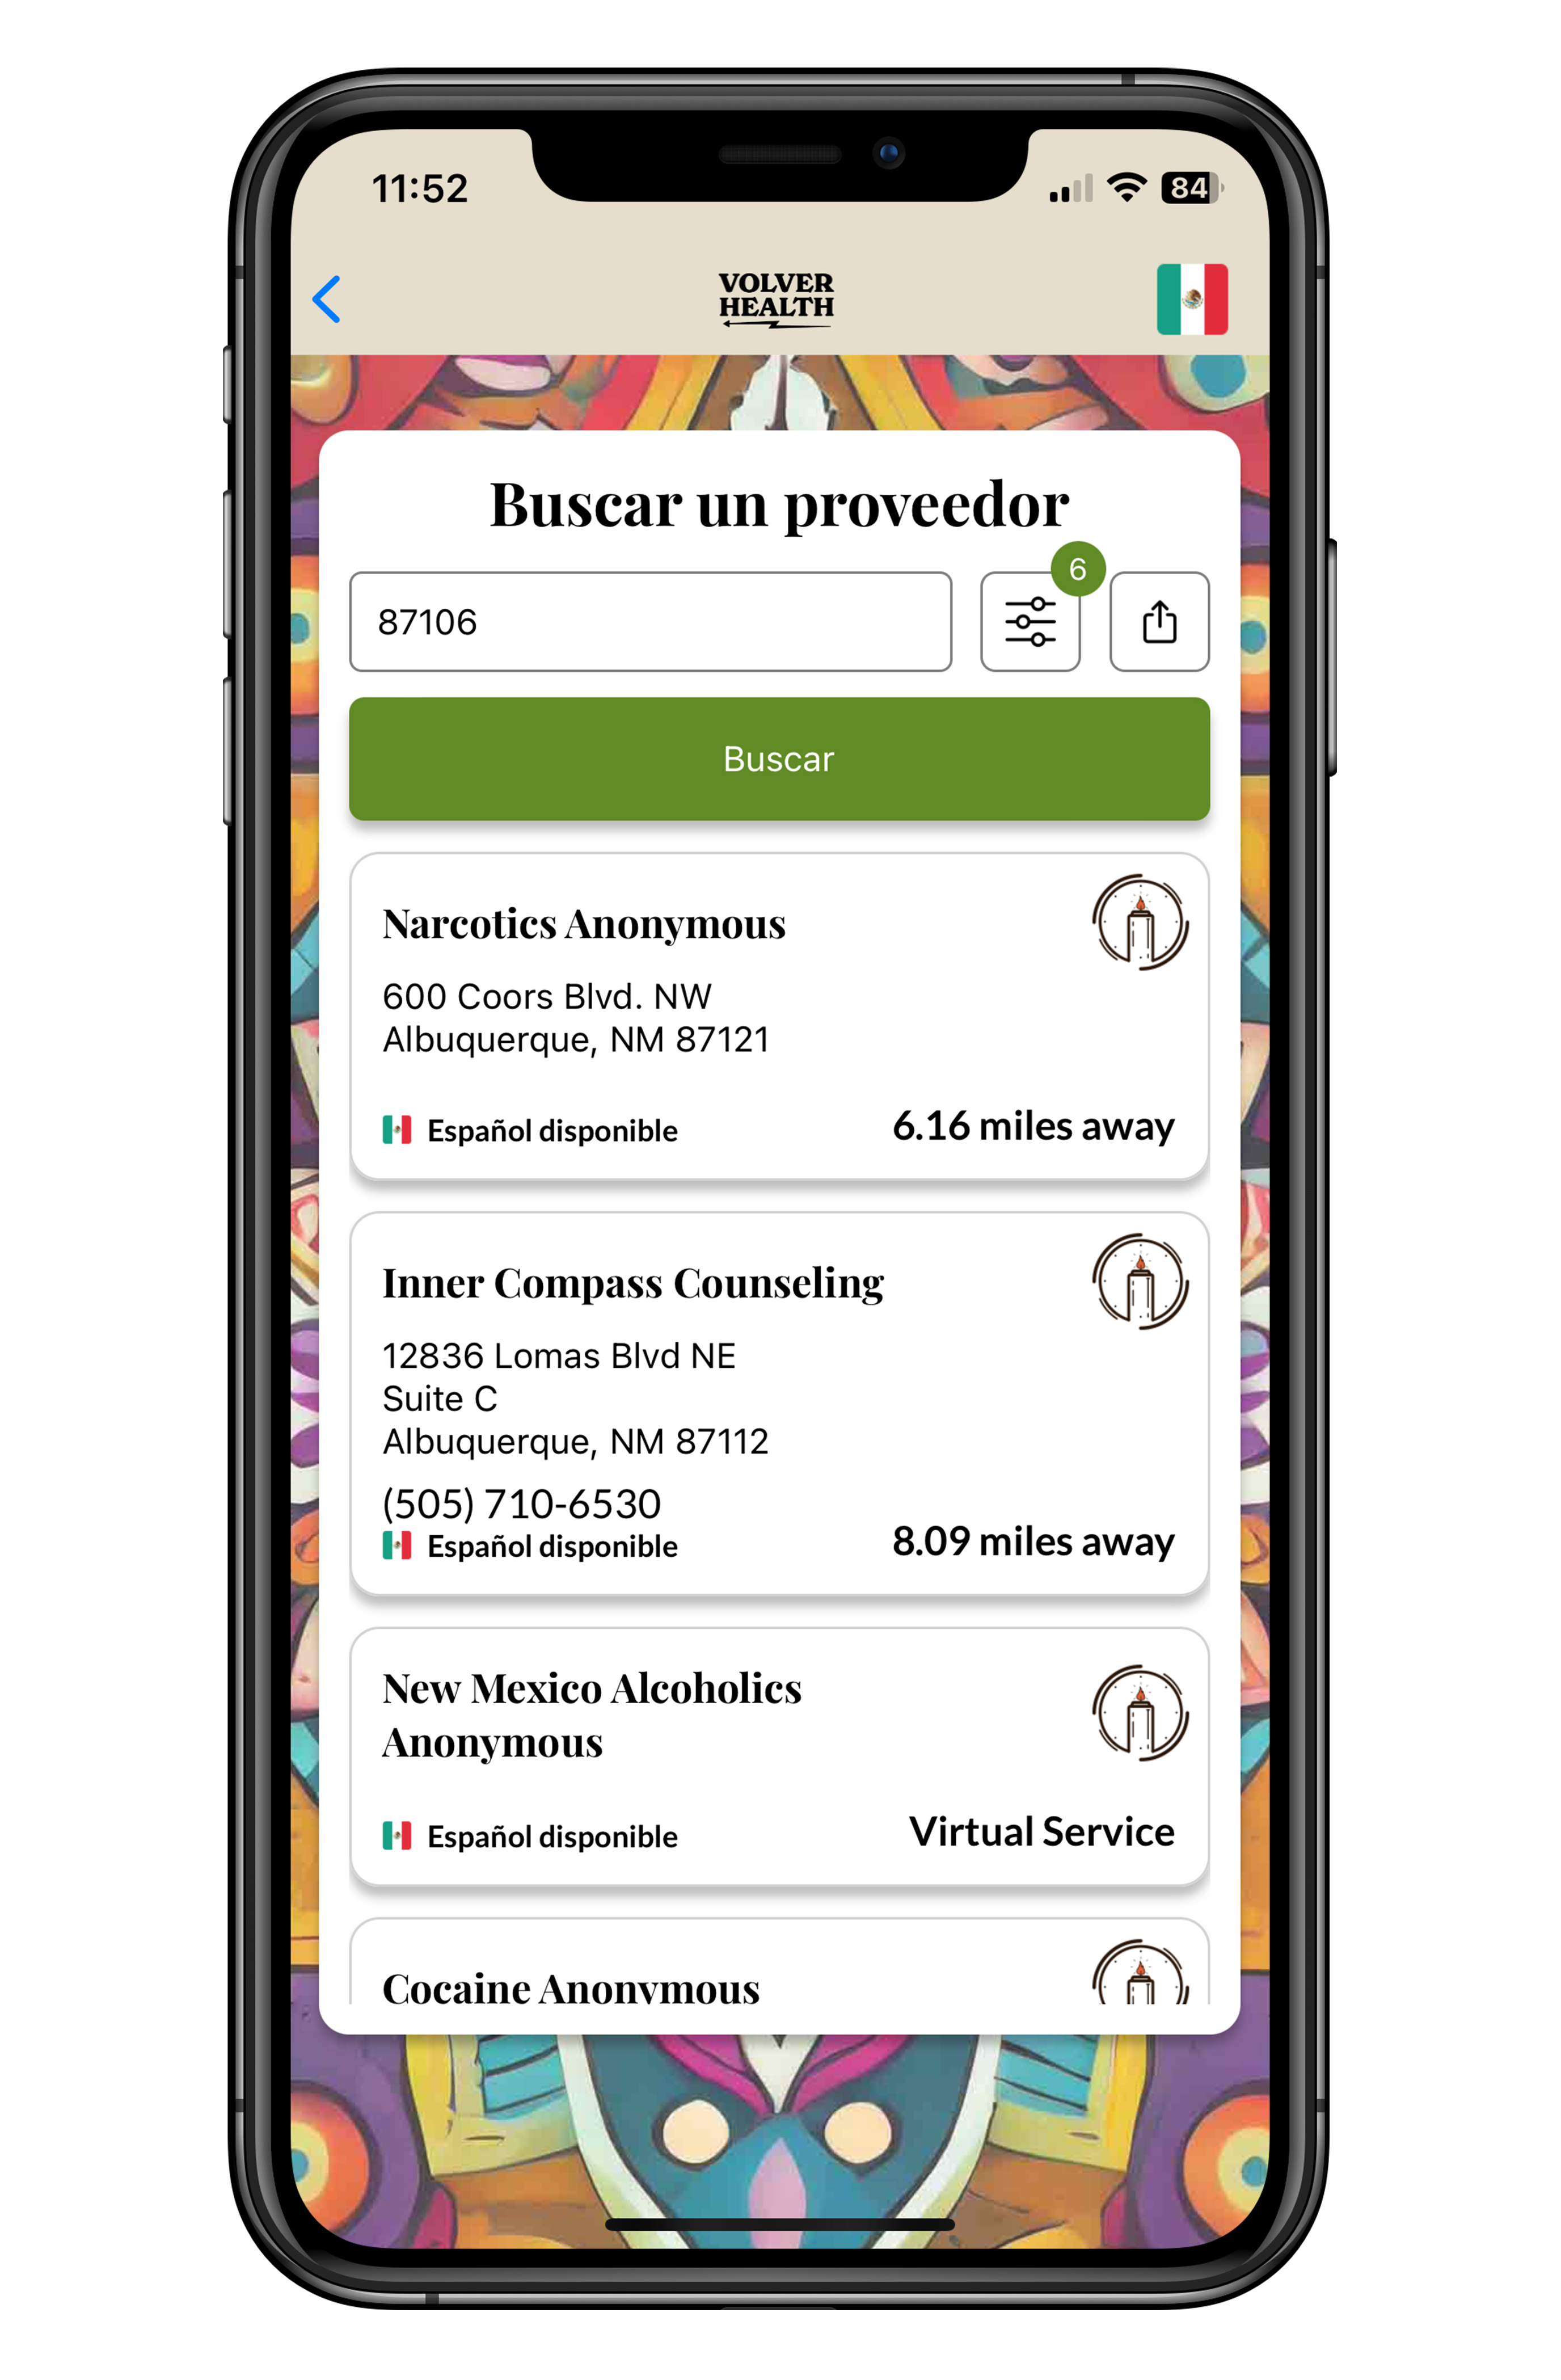 11:52
84
VOLVER
HEALTH
Buscar un proveedor
6
87106
Buscar
Narcotics Anonymous
600 Coors Blvd. NW
Albuquerque, NM 87121
Español disponible
6.16 miles away
Inner Compass Counseling
12836 Lomas Blvd NE
Suite C
Albuquerque, NM 87112
(505) 710-6530
Español disponible
8.09 miles away
New Mexico Alcoholics
Anonymous
Español disponible
Virtual Service
Cocaine Anonymous